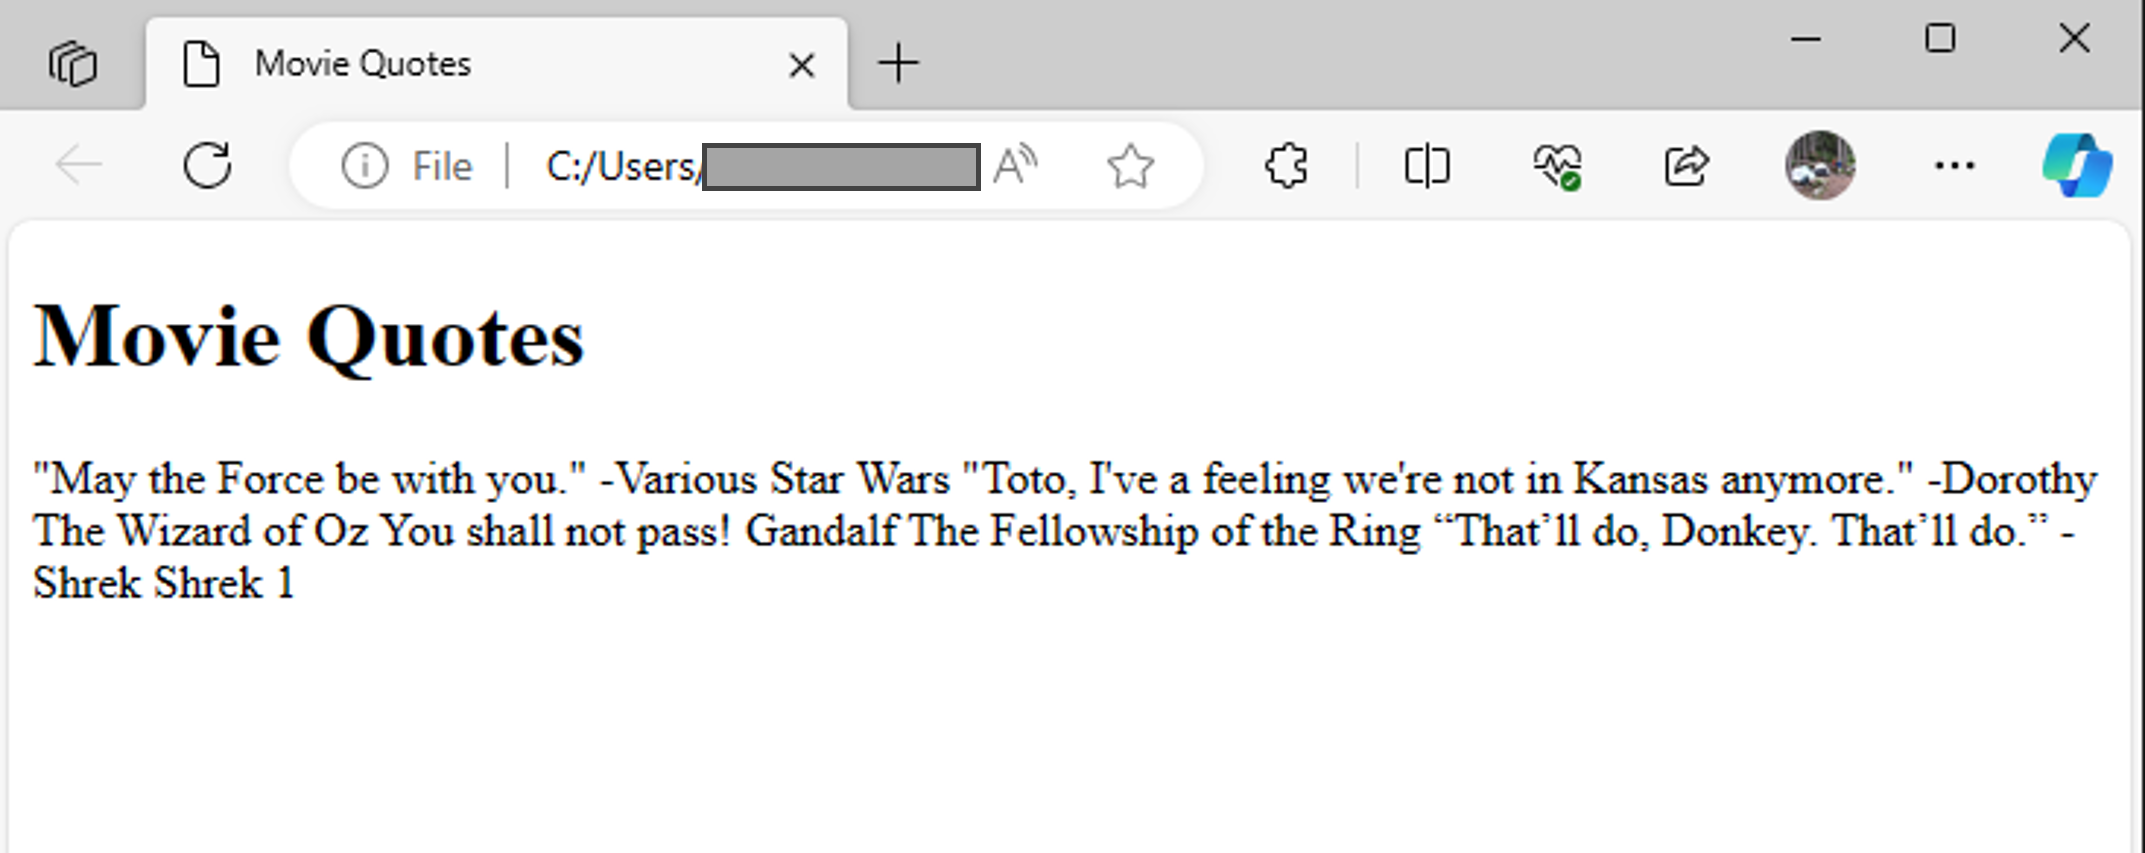 Movie Quotes
File | C:/Users/
Movie Quotes
"May the Force be with you." -Various Star Wars "Toto, I've a feeling we're not in Kansas anymore." -Dorothy
The Wizard of Oz You shall not pass! Gandalf The Fellowship of the Ring “That’ll do, Donkey. That’ll do.” -
Shrek Shrek 1